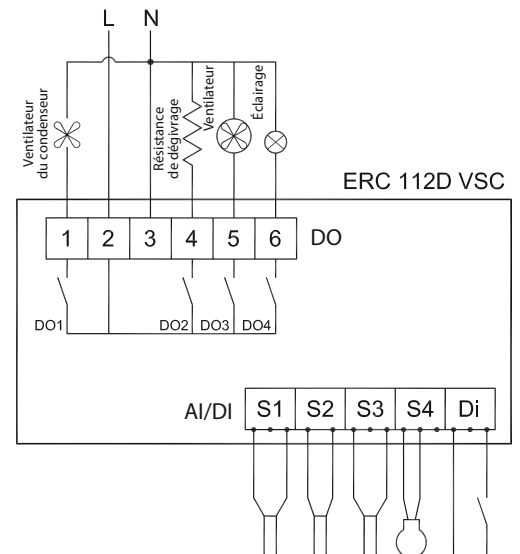 L N
Ventilateur
du condenseur
Résistance
de dégivrage
Ventilateur
Éclairage
ERC 112D VSC
1 2 3 4 5 6 DO
DO1 DO2 DO3 DO4
AI/DI S1 S2 S3 S4 Di